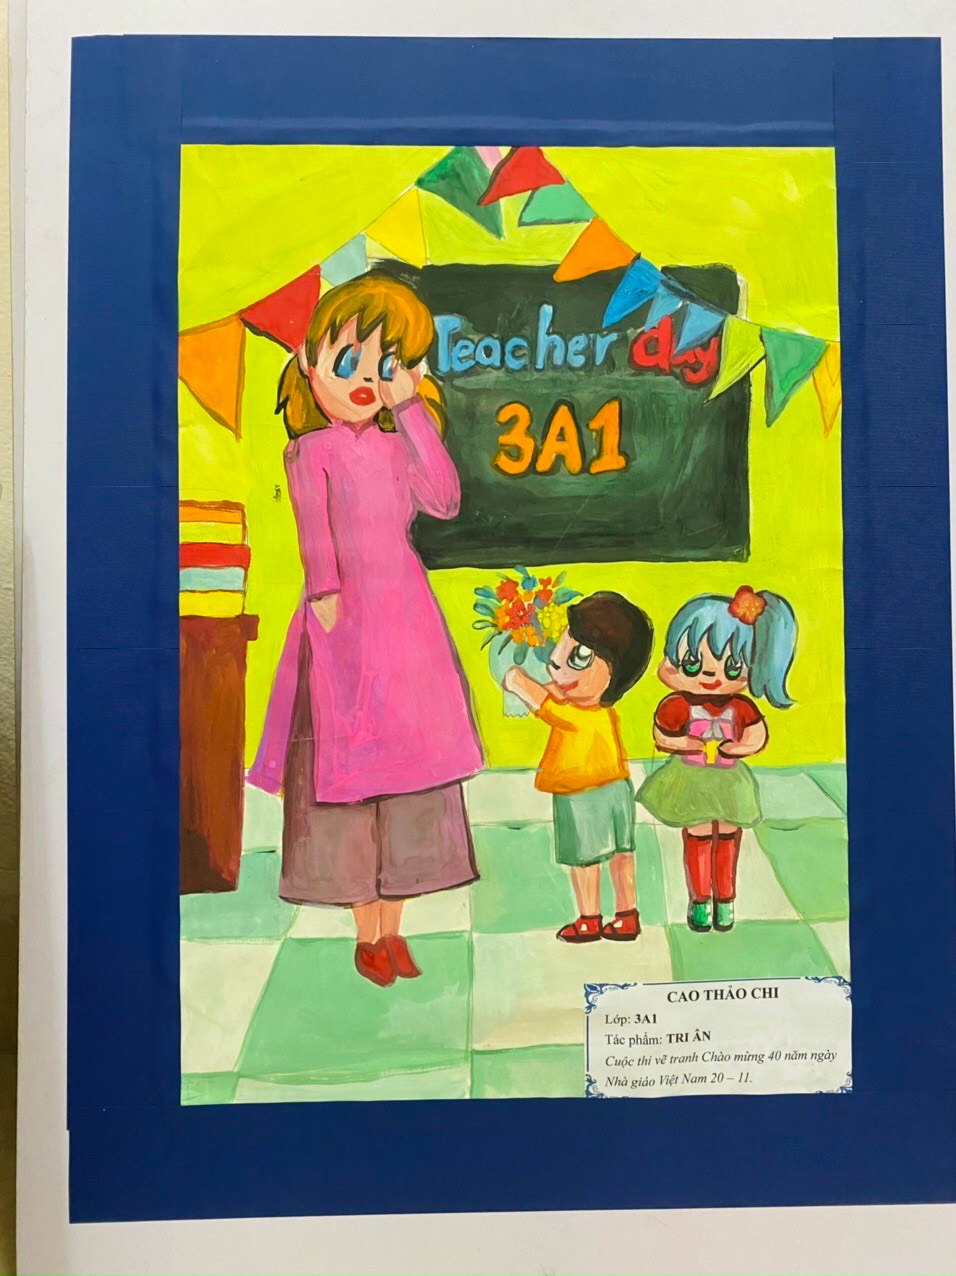 Teacher day
3A1
CAO THẢO CHI
Lớp: 3A1
Tác phẩm: TRI ÂN
Cuộc thi vẽ tranh Chào mừng 40 năm ngày
Nhà giáo Việt Nam 20 – 11.